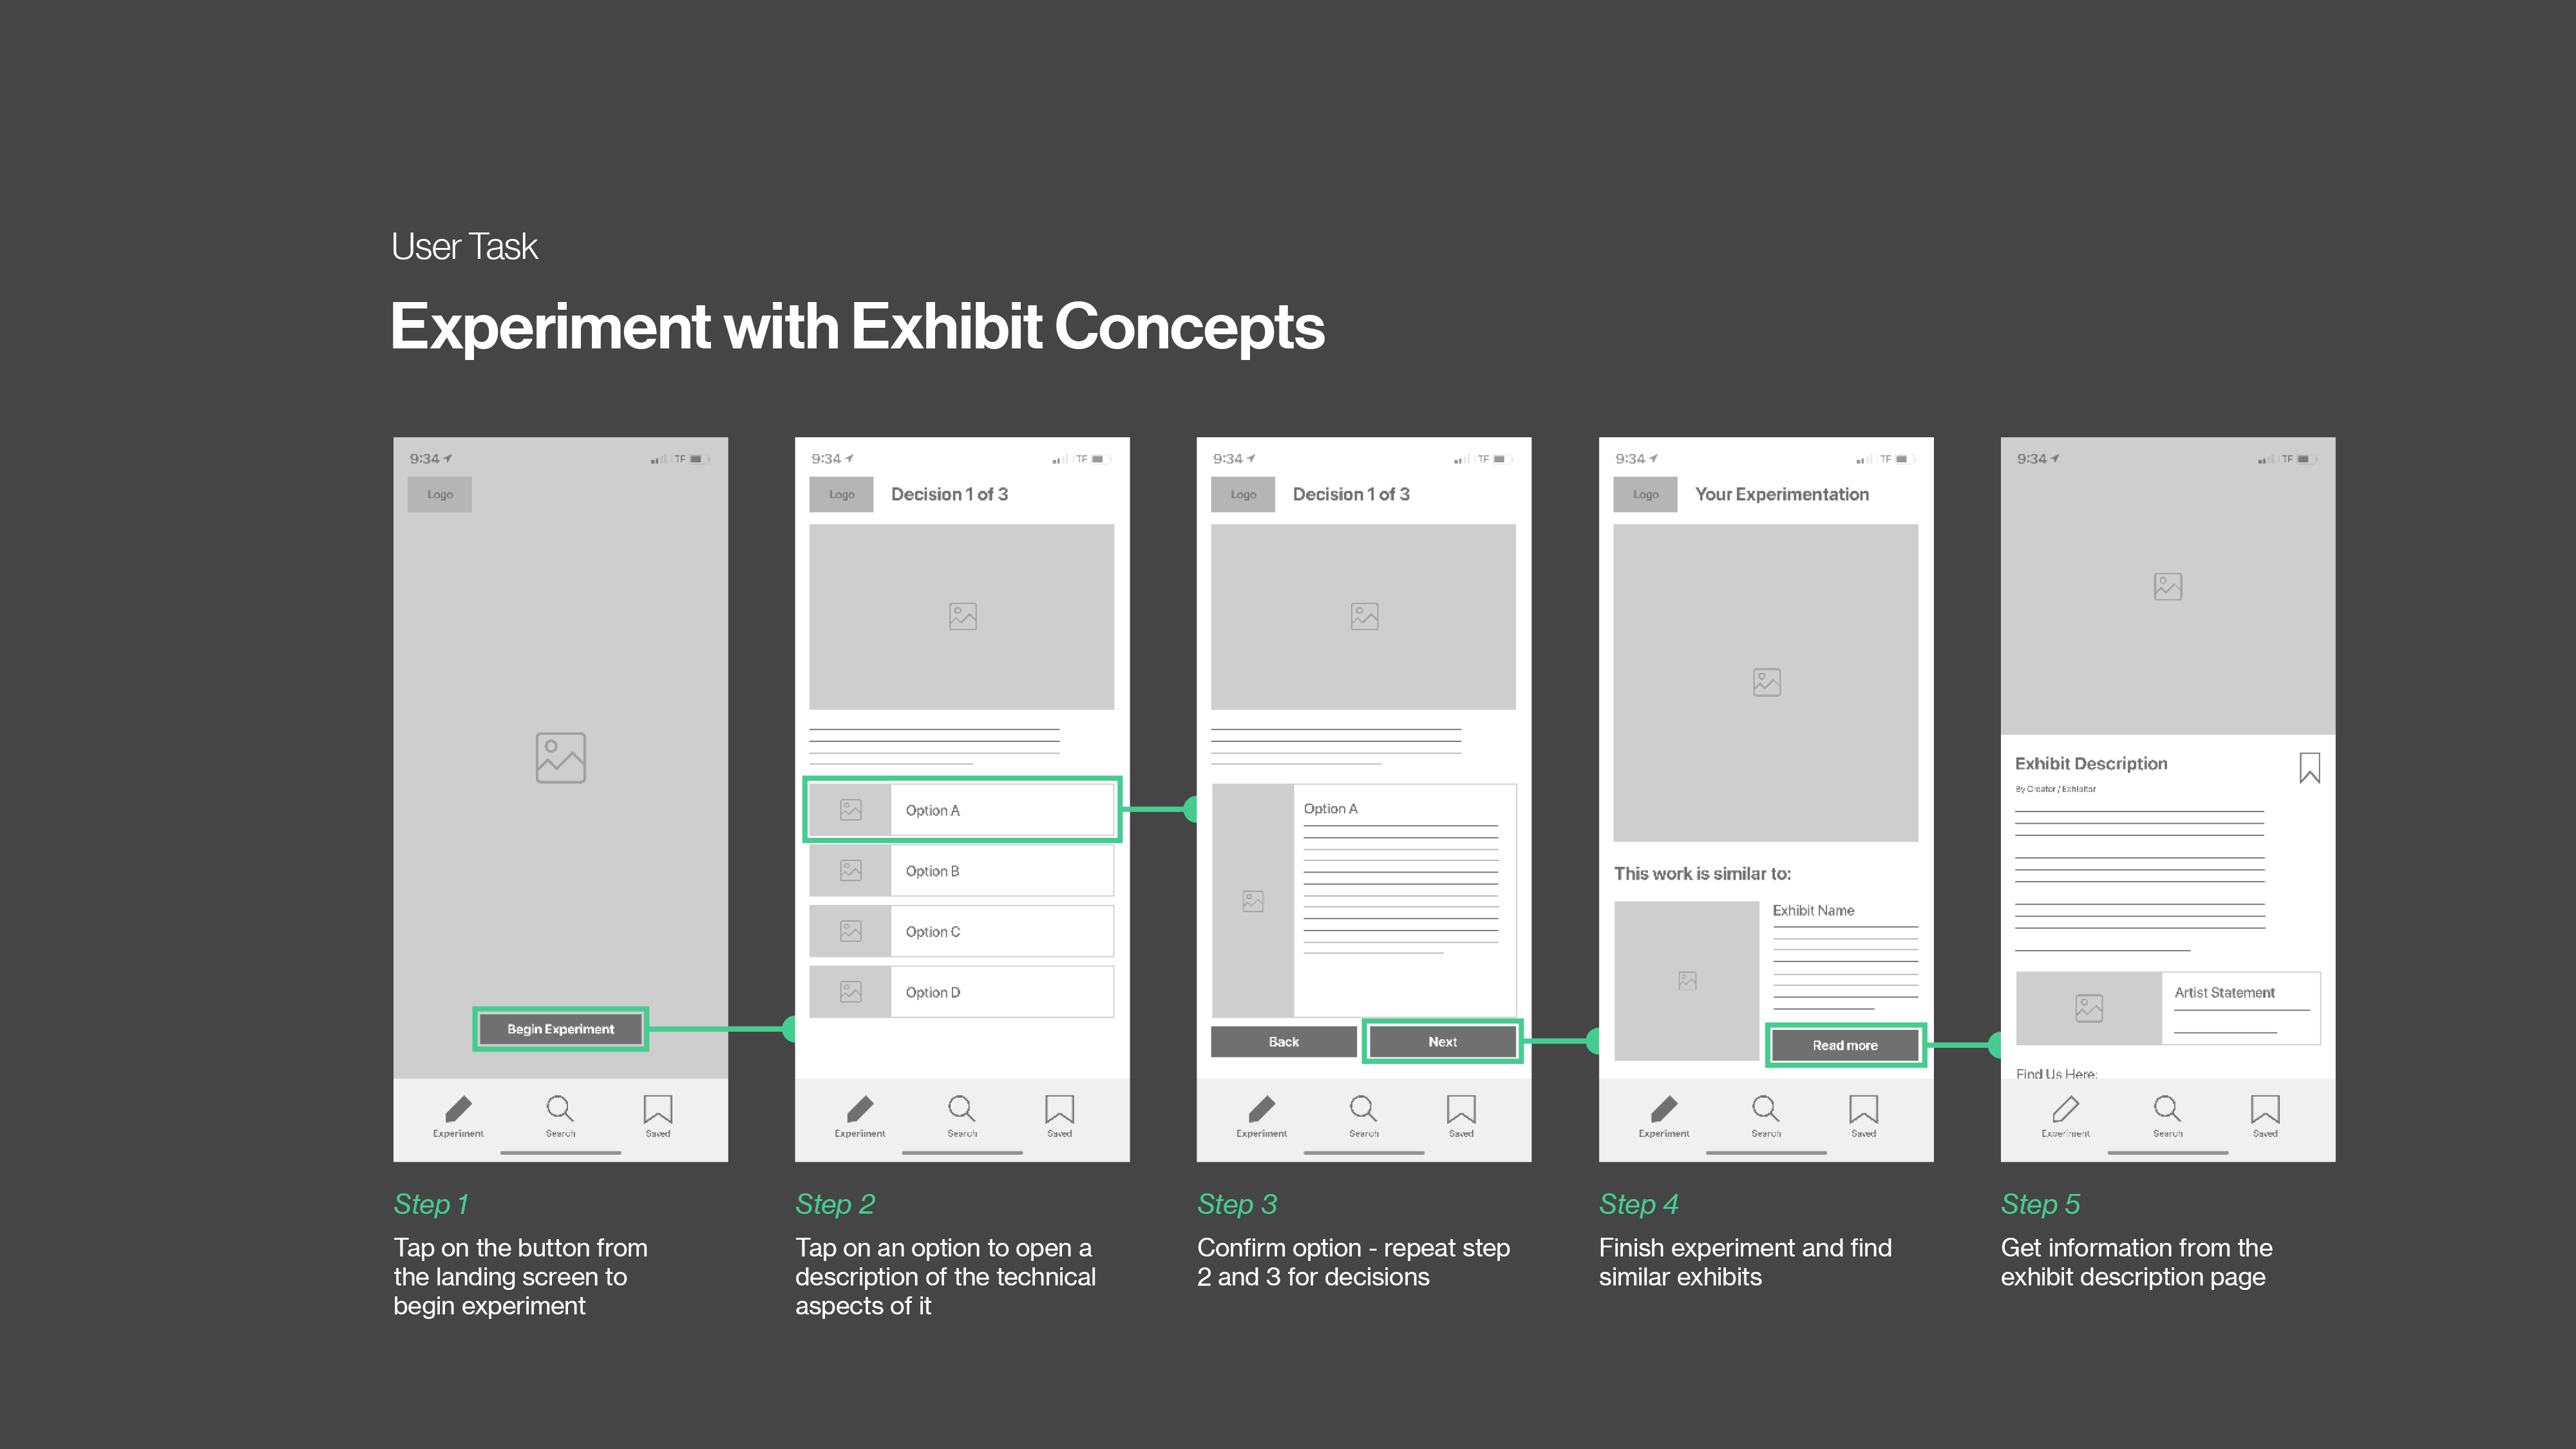 User Task
Experiment with Exhibit Concepts
9:34
TF
Logo
Begin Experiment
Experiment
Search
Saved
Step 1
Tap on the button from
the landing screen to
begin experiment
9:34
TF
Logo
Decision 1 of 3
Option A
Option B
Option C
Option D
Experiment
Search
Saved
Step 2
Tap on an option to open a
description of the technical
aspects of it
9:34
TF
Logo
Decision 1 of 3
Option A
Back
Next
Experiment
Search
Saved
Step 3
Confirm option - repeat step
2 and 3 for decisions
9:34
TF
Logo
Your Experimentation
This work is similar to:
Exhibit Name
Read more
Experiment
Search
Saved
Step 4
Finish experiment and find
similar exhibits
9:34
TF
Exhibit Description
By Creator / Exhibitor
Artist Statement
Find Us Here:
Experiment
Search
Saved
Step 5
Get information from the
exhibit description page